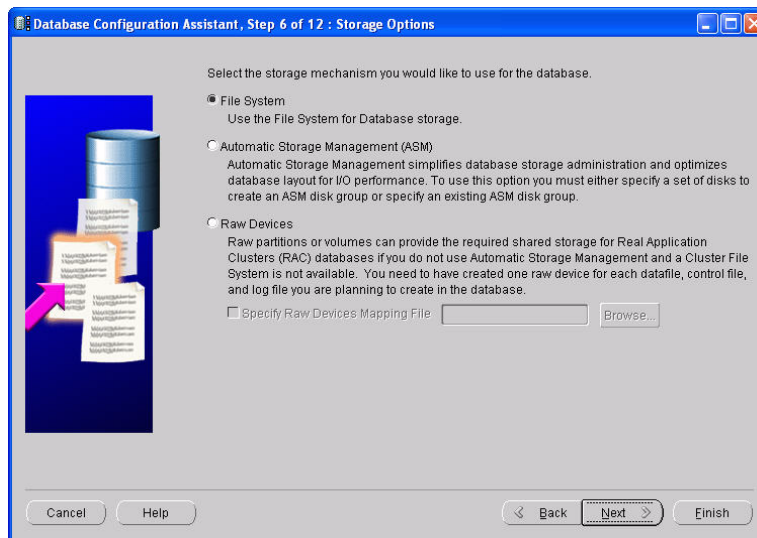 Database Configuration Assistant, Step 6 of 12 : Storage Options
Select the storage mechanism you would like to use for the database.
File System
Use the File System for Database storage.
Automatic Storage Management (ASM)
Automatic Storage Management simplifies database storage administration and optimizes
database layout for I/O performance. To use this option you must either specify a set of disks to
create an ASM disk group or specify an existing ASM disk group.
Raw Devices
Raw partitions or volumes can provide the required shared storage for Real Application
Clusters (RAC) databases if you do not use Automatic Storage Management and a Cluster File
System is not available. You need to have created one raw device for each datafile, control file,
and log file you are planning to create in the database.
Specify Raw Devices Mapping File
Browse...
Cancel
Help
Back
Next
Finish